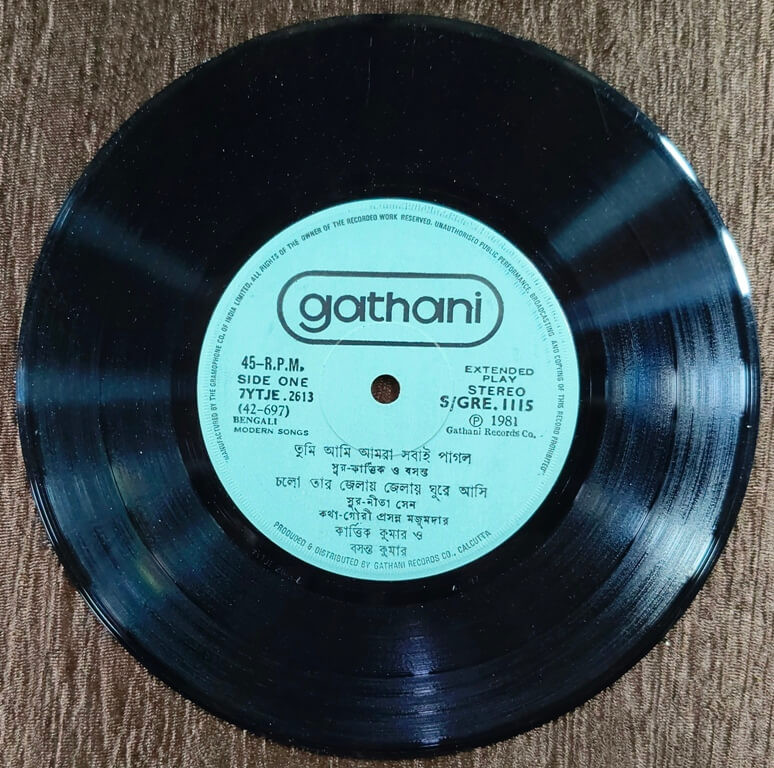 MANUFACTURED BY THE GRAMOPHONE CO. OF INDIA LIMITED. ALL RIGHTS OF THE OWNER OF THE RECORDED WORK RESERVED. UNAUTHORISED PUBLIC PERFORMANCE, BROADCASTING AND COPYING OF THIS RECORD PROHIBITED
gathani
45-R.P.M.
SIDE ONE
7YTJE.2613
(42-697)
BENGALI
MODERN SONGS
EXTENDED
PLAY
STEREO
S/GRE.1115
Ⓟ 1981
Gathani Records Co.
তুমি আমি আমরা সবাই পাগল
সুর-কার্ত্তিক ও বসন্ত
চলো তার জেলায় জেলায় ঘুরে আসি
সুর-নীতা সেন
কথা-গৌরী প্রসন্ন মজুমদার
কার্ত্তিক কুমার ও
বসন্ত কুমার
PRODUCED & DISTRIBUTED BY GATHANI RECORDS CO., CALCUTTA